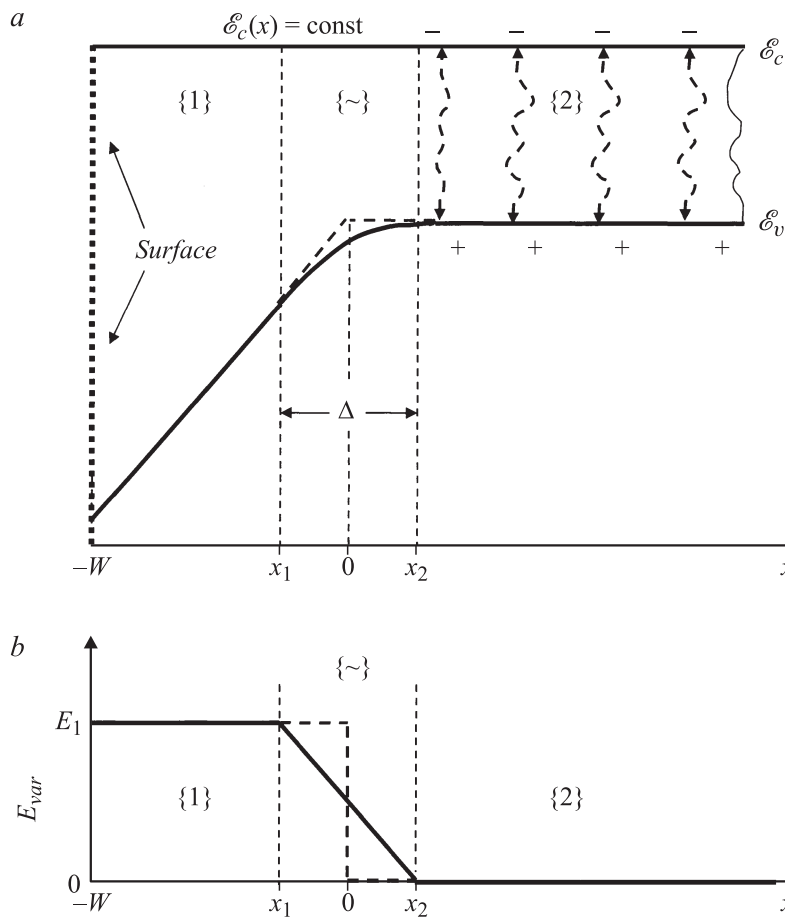 a
ℰc(x) = const
– – – –
ℰc
{1} {~} {2}
Surface
ℰv
+ + + +
Δ
–W x1 0 x2 x
b
{~}
E1
{1} {2}
Evar
0
–W x1 0 x2 x